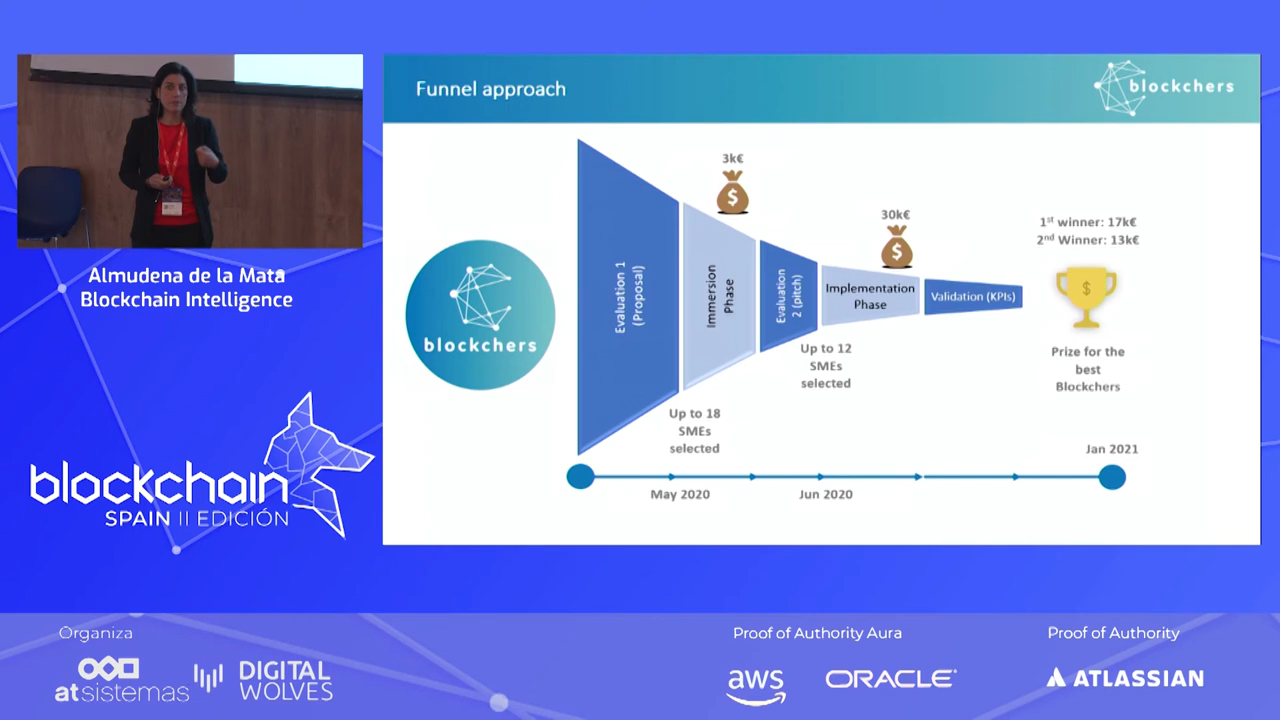 Funnel approach
blockchers
3k€
30k€
1st winner: 17k€
2nd Winner: 13k€
blockchers
Evaluation 1
(Proposal)
Immersion
Phase
Evaluation
2 (pitch)
Implementation
Phase
Validation (KPIs)
Up to 12
SMEs
selected
Prize for the
best
Blockchers
Up to 18
SMEs
selected
Jan 2021
May 2020
Jun 2020
Almudena de la Mata
Blockchain Intelligence
blockchain
SPAIN II EDICIÓN
Organiza
atsistemas
DIGITAL
WOLVES
Proof of Authority Aura
aws
ORACLE
Proof of Authority
ATLASSIAN